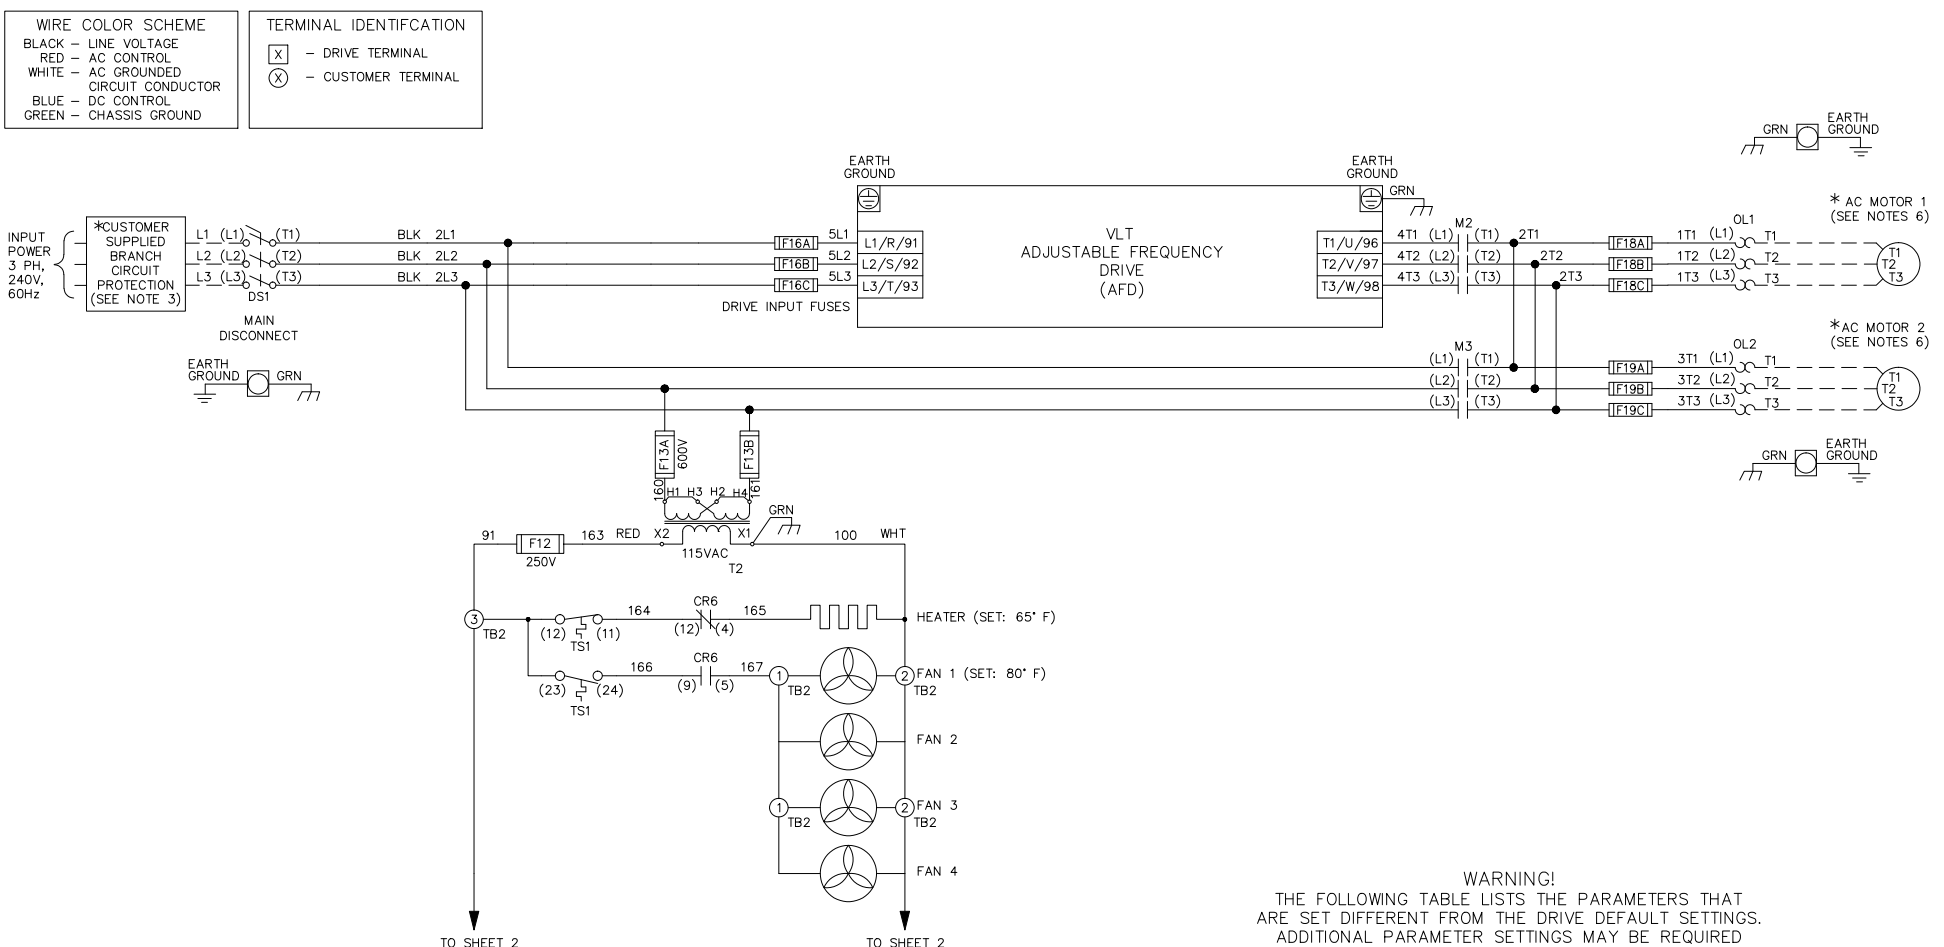 WIRE COLOR SCHEME
BLACK – LINE VOLTAGE
RED – AC CONTROL
WHITE – AC GROUNDED
CIRCUIT CONDUCTOR
BLUE – DC CONTROL
GREEN – CHASSIS GROUND
TERMINAL IDENTIFCATION
X – DRIVE TERMINAL
X – CUSTOMER TERMINAL
GRN
EARTH
GROUND
INPUT
POWER
3 PH,
240V,
60Hz
*CUSTOMER
SUPPLIED
BRANCH
CIRCUIT
PROTECTION
(SEE NOTE 3)
L1 (L1) (T1) BLK 2L1 F16A 5L1
L2 (L2) (T2) BLK 2L2 F16B 5L2
L3 (L3) (T3) BLK 2L3 F16C 5L3
DS1
MAIN
DISCONNECT
EARTH
GROUND GRN
DRIVE INPUT FUSES
EARTH
GROUND
L1/R/91
L2/S/92
L3/T/93
VLT
ADJUSTABLE FREQUENCY
DRIVE
(AFD)
EARTH
GROUND
GRN
T1/U/96
T2/V/97
T3/W/98
M2
4T1 (L1) (T1) 2T1 F18A 1T1 (L1) T1
4T2 (L2) (T2) 2T2 F18B 1T2 (L2) T2
4T3 (L3) (T3) 2T3 F18C 1T3 (L3) T3
OL1
* AC MOTOR 1
(SEE NOTES 6)
T1
T2
T3
M3
(L1) (T1) F19A 3T1 (L1) T1
(L2) (T2) F19B 3T2 (L2) T2
(L3) (T3) F19C 3T3 (L3) T3
OL2
*AC MOTOR 2
(SEE NOTES 6)
T1
T2
T3
GRN
EARTH
GROUND
F13A
600V
F13B
160
161
H1 H3 H2 H4
GRN
91 F12 163 RED X2 X1 100 WHT
250V
115VAC
T2
3
TB2
(12) (11)
TS1
164
CR6
(12) (4)
165
HEATER (SET: 65° F)
(23) (24)
TS1
166
CR6
(9) (5)
167
1
TB2
2
TB2
FAN 1 (SET: 80° F)
FAN 2
1
TB2
2
TB2
FAN 3
FAN 4
TO SHEET 2
TO SHEET 2
WARNING!
THE FOLLOWING TABLE LISTS THE PARAMETERS THAT
ARE SET DIFFERENT FROM THE DRIVE DEFAULT SETTINGS.
ADDITIONAL PARAMETER SETTINGS MAY BE REQUIRED